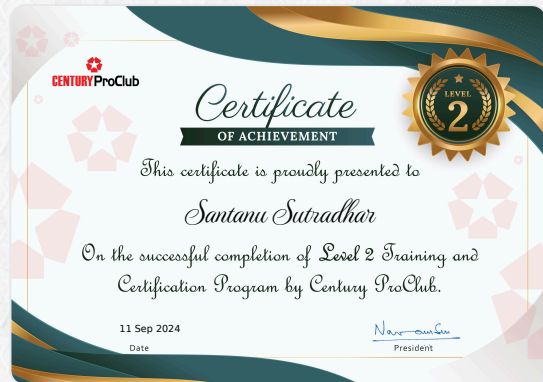 CENTURY ProClub
LEVEL
2
Certificate
OF ACHIEVEMENT
This certificate is proudly presented to
Santanu Sutradhar
On the successful completion of Level 2 Training and
Certification Program by Century ProClub.
11 Sep 2024
Date
President